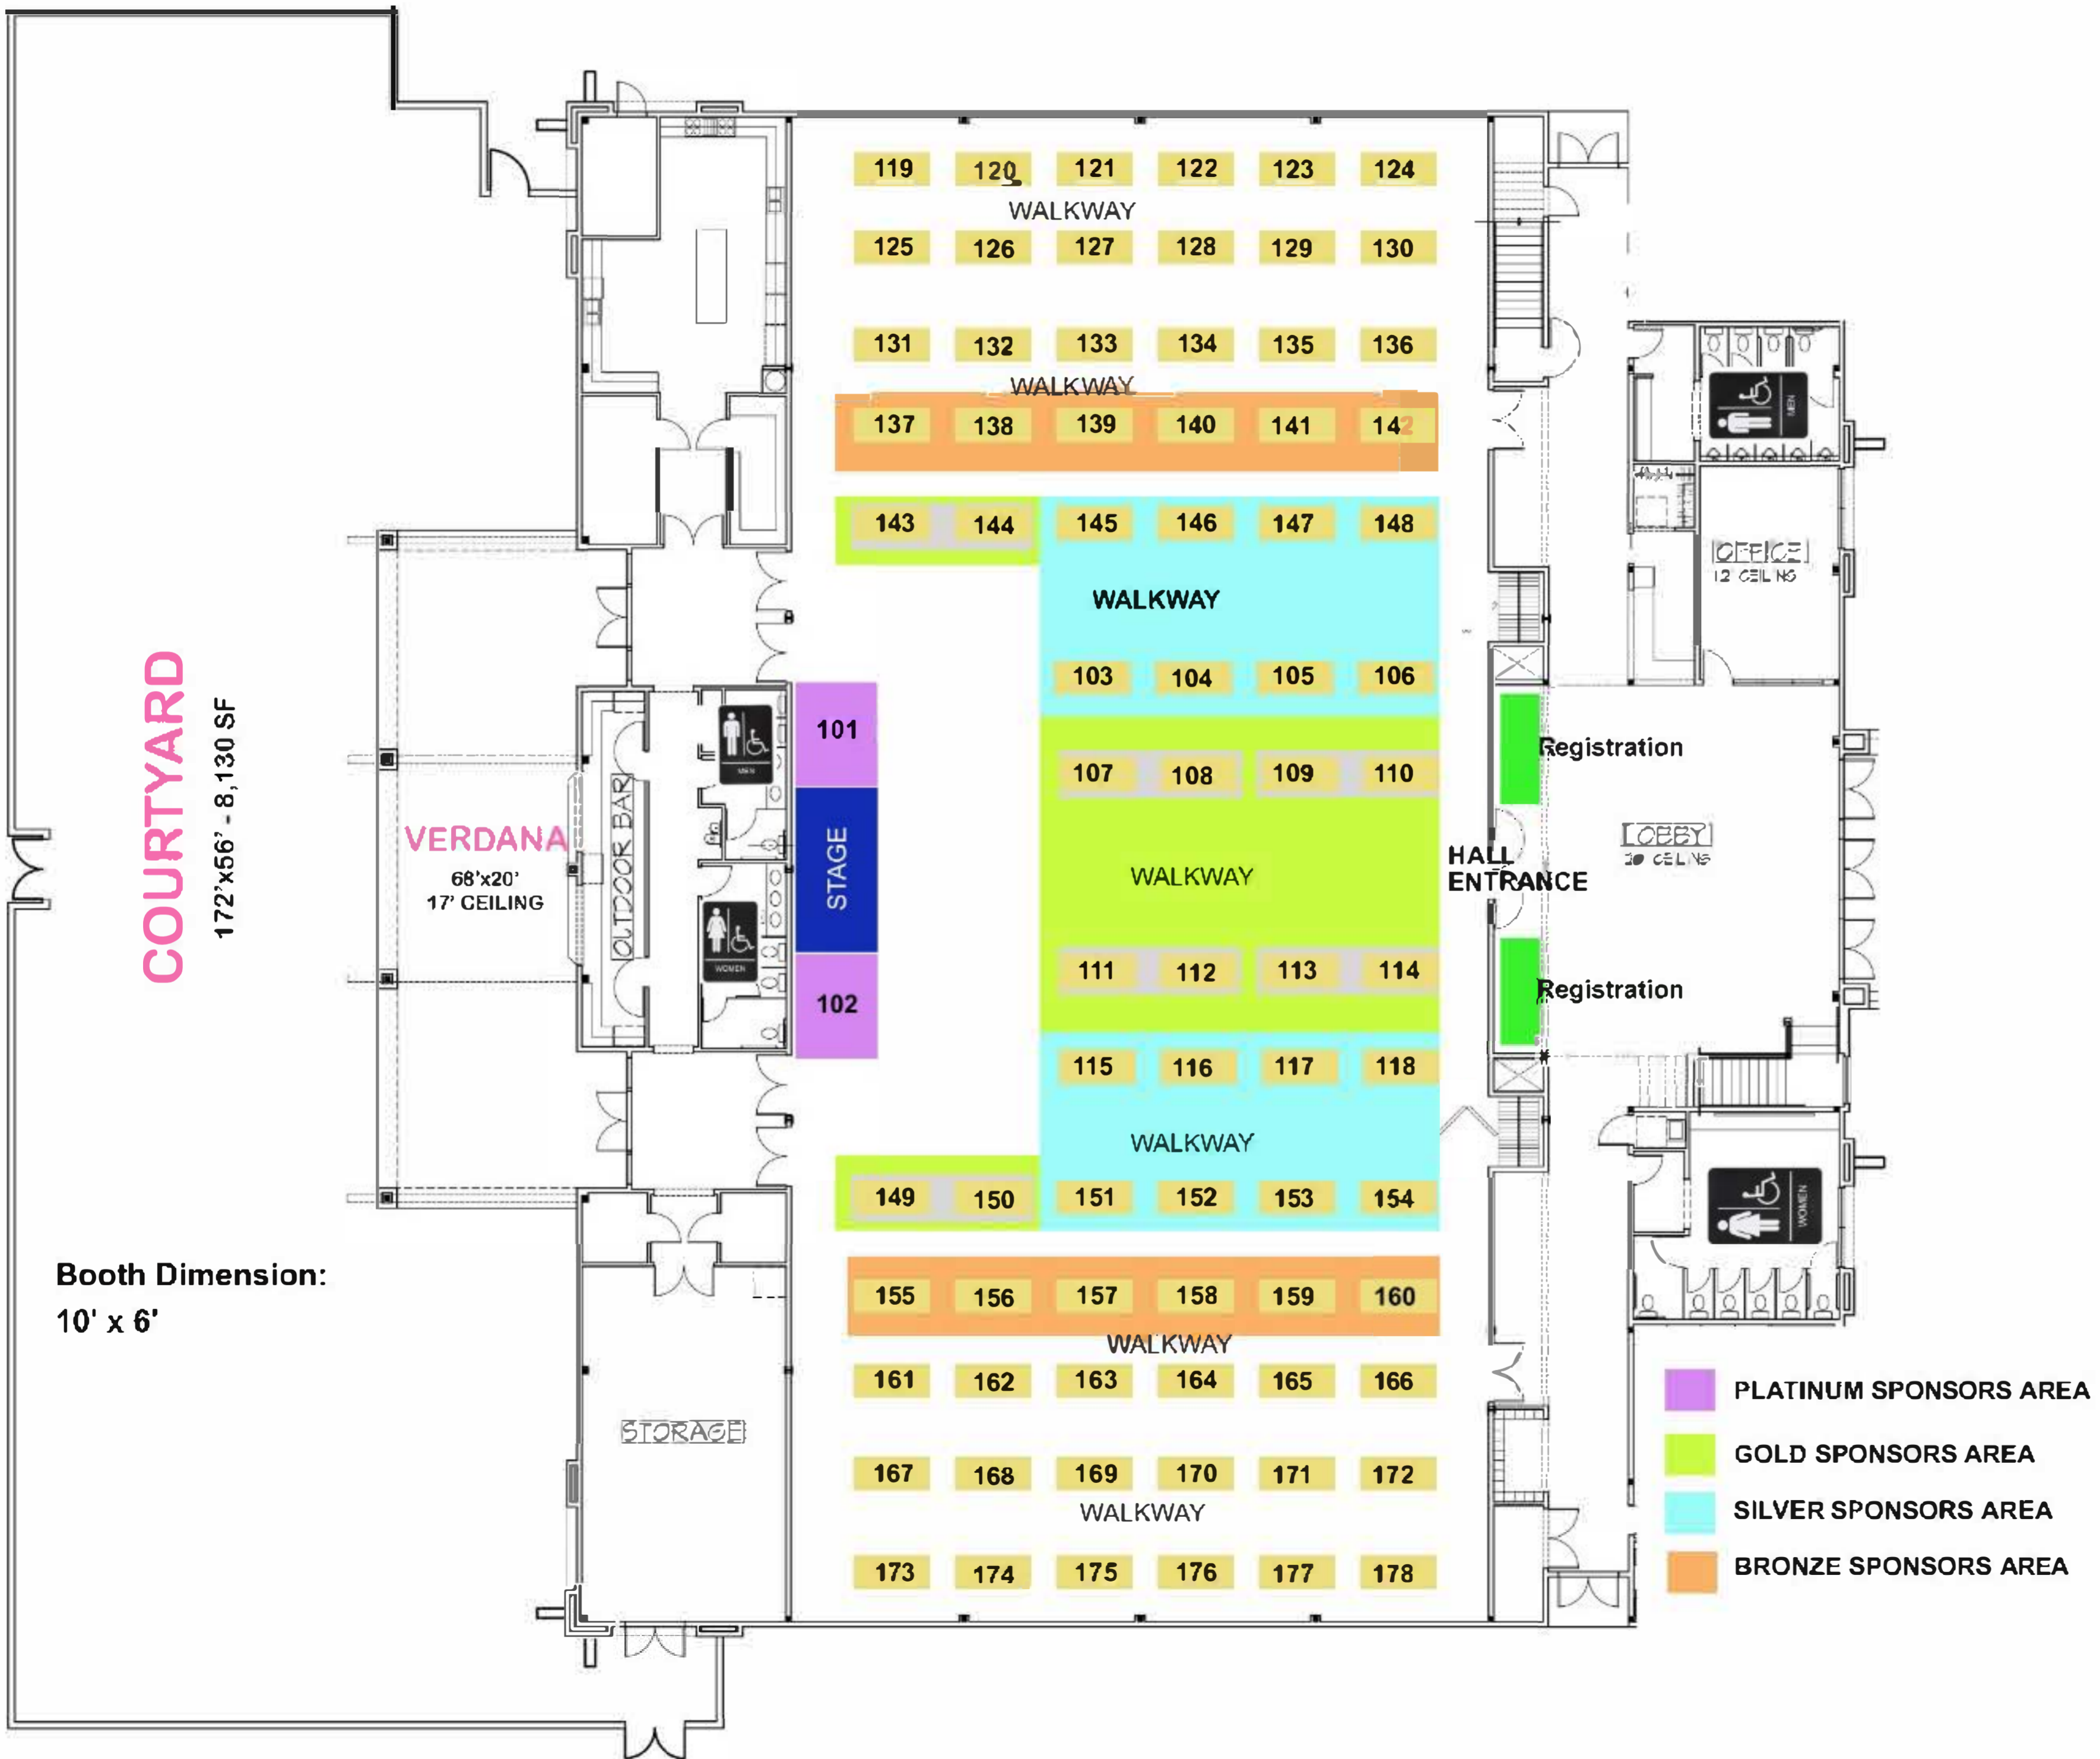 119 120 121 122 123 124
WALKWAY
125 126 127 128 129 130
131 132 133 134 135 136
WALKWAY
137 138 139 140 141 142
143 144 145 146 147 148
WALKWAY
103 104 105 106
101
107 108 109 110
STAGE
WALKWAY
111 112 113 114
102
115 116 117 118
WALKWAY
149 150 151 152 153 154
155 156 157 158 159 160
WALKWAY
161 162 163 164 165 166
167 168 169 170 171 172
WALKWAY
173 174 175 176 177 178
COURTYARD
172'x56' - 8,130 SF
VERDANA
68'x20'
17' CEILING
OUTDOOR BAR
MEN
WOMEN
Booth Dimension:
10' x 6'
STORAGE
MEN
OFFICE
Registration
LOBBY
HALL
ENTRANCE
Registration
WOMEN
PLATINUM SPONSORS AREA
GOLD SPONSORS AREA
SILVER SPONSORS AREA
BRONZE SPONSORS AREA